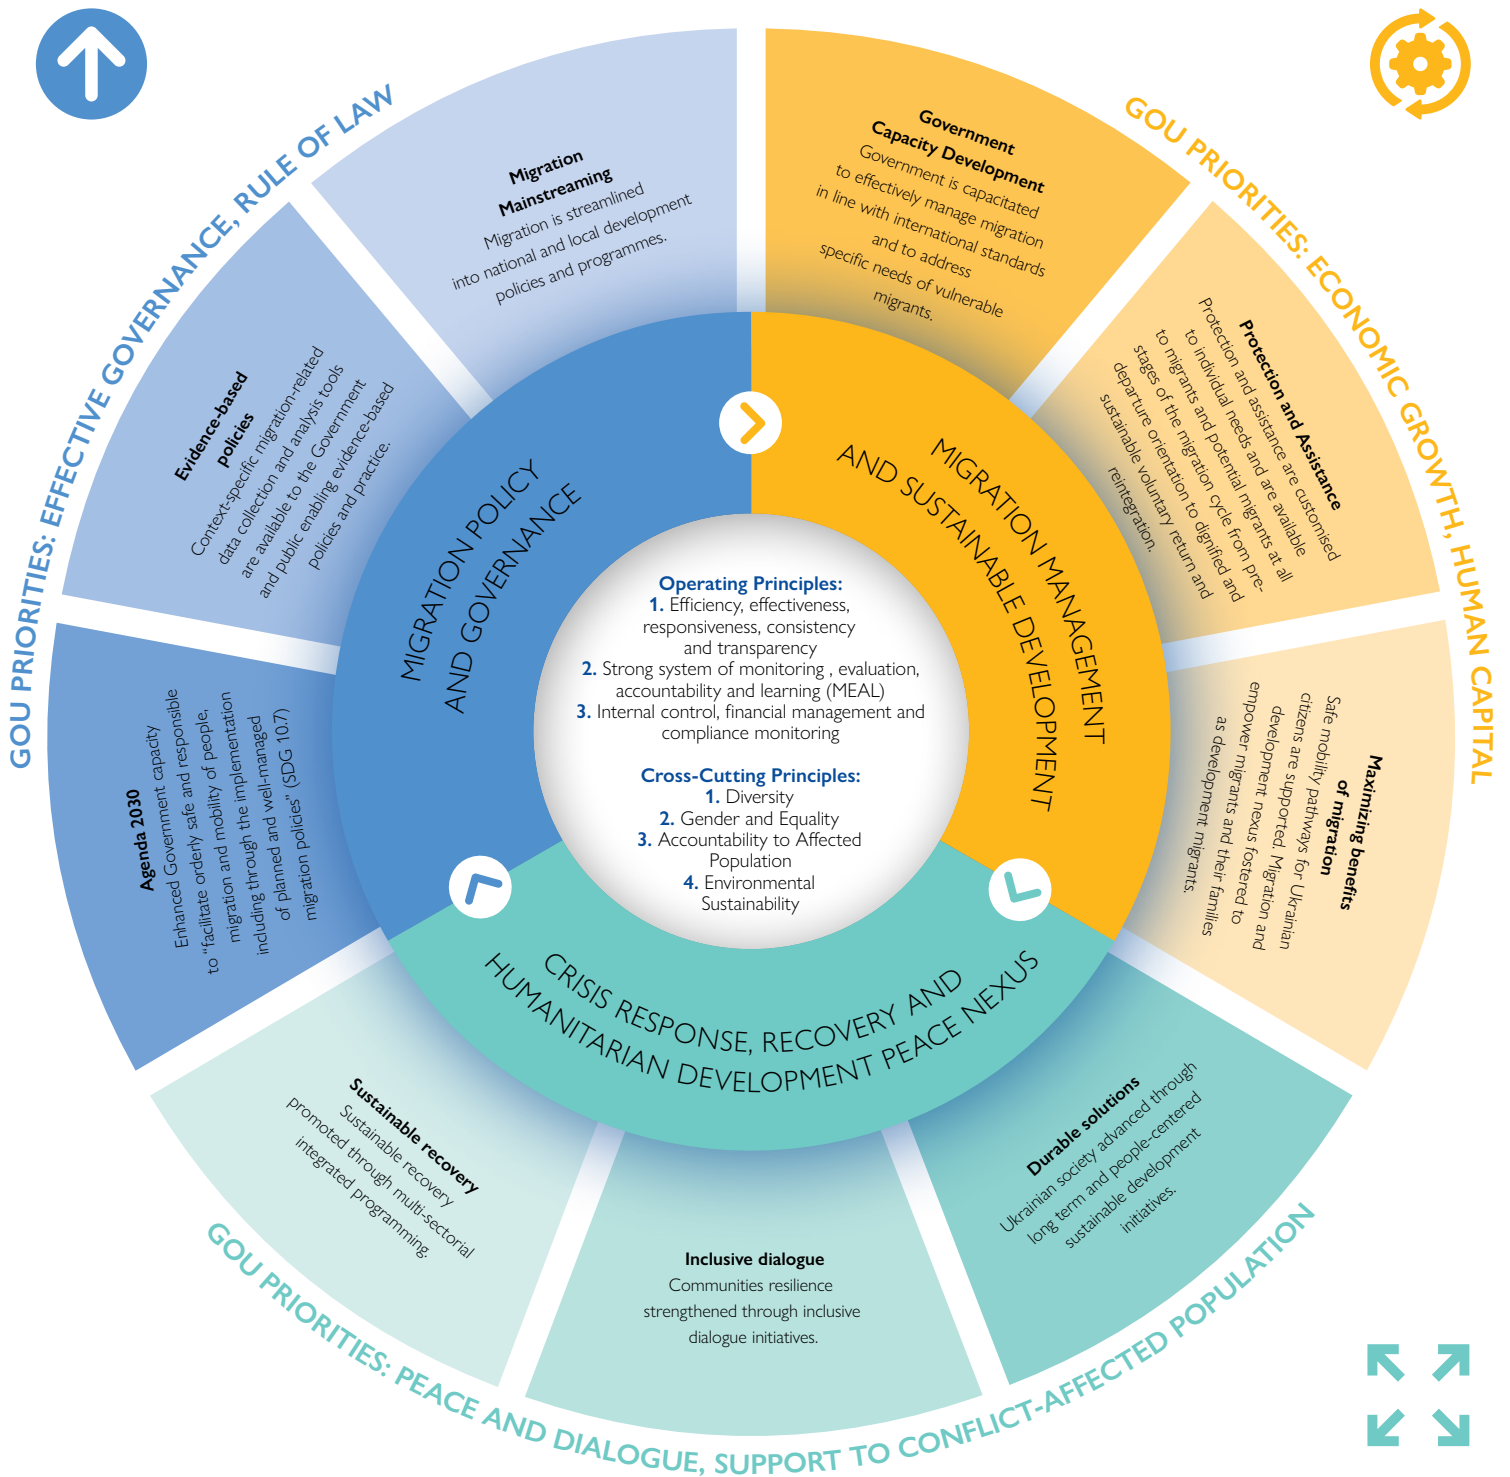 GOU PRIORITIES: EFFECTIVE GOVERNANCE, RULE OF LAW
Migration
Mainstreaming
Migration is streamlined
into national and local development
policies and programmes.
Evidence-based
policies
Context-specific migration-related
data collection and analysis tools
are available to the Government
and public enabling evidence-based
policies and practice.
Agenda 2030
Enhanced Government capacity
to “facilitate orderly safe and responsible
migration and mobility of people,
including through the implementation
of planned and well-managed
migration policies” (SDG 10.7)
MIGRATION POLICY
AND GOVERNANCE
GOU PRIORITIES: ECONOMIC GROWTH, HUMAN CAPITAL
Government
Capacity Development
Government is capacitated
to effectively manage migration
in line with international standards
and to address
specific needs of vulnerable
migrants.
Protection and Assistance
Protection and assistance are customised
to individual needs and are available
to migrants and potential migrants at all
stages of the migration cycle from pre-
departure orientation to dignified and
sustainable voluntary return and
reintegration.
Maximizing benefits
of migration
Safe mobility pathways for Ukrainian
citizens are supported. Migration and
development nexus fostered to
empower migrants and their families
as development migrants.
MIGRATION MANAGEMENT
AND SUSTAINABLE DEVELOPMENT
Operating Principles:
1. Efficiency, effectiveness,
responsiveness, consistency
and transparency
2. Strong system of monitoring , evaluation,
accountability and learning (MEAL)
3. Internal control, financial management and
compliance monitoring
Cross-Cutting Principles:
1. Diversity
2. Gender and Equality
3. Accountability to Affected
Population
4. Environmental
Sustainability
CRISIS RESPONSE, RECOVERY AND
HUMANITARIAN DEVELOPMENT PEACE NEXUS
Sustainable recovery
Sustainable recovery
promoted through multi-sectorial
integrated programming.
Inclusive dialogue
Communities resilience
strengthened through inclusive
dialogue initiatives.
Durable solutions
Ukrainian society advanced through
long term and people-centered
sustainable development
initiatives.
GOU PRIORITIES: PEACE AND DIALOGUE, SUPPORT TO CONFLICT-AFFECTED POPULATION